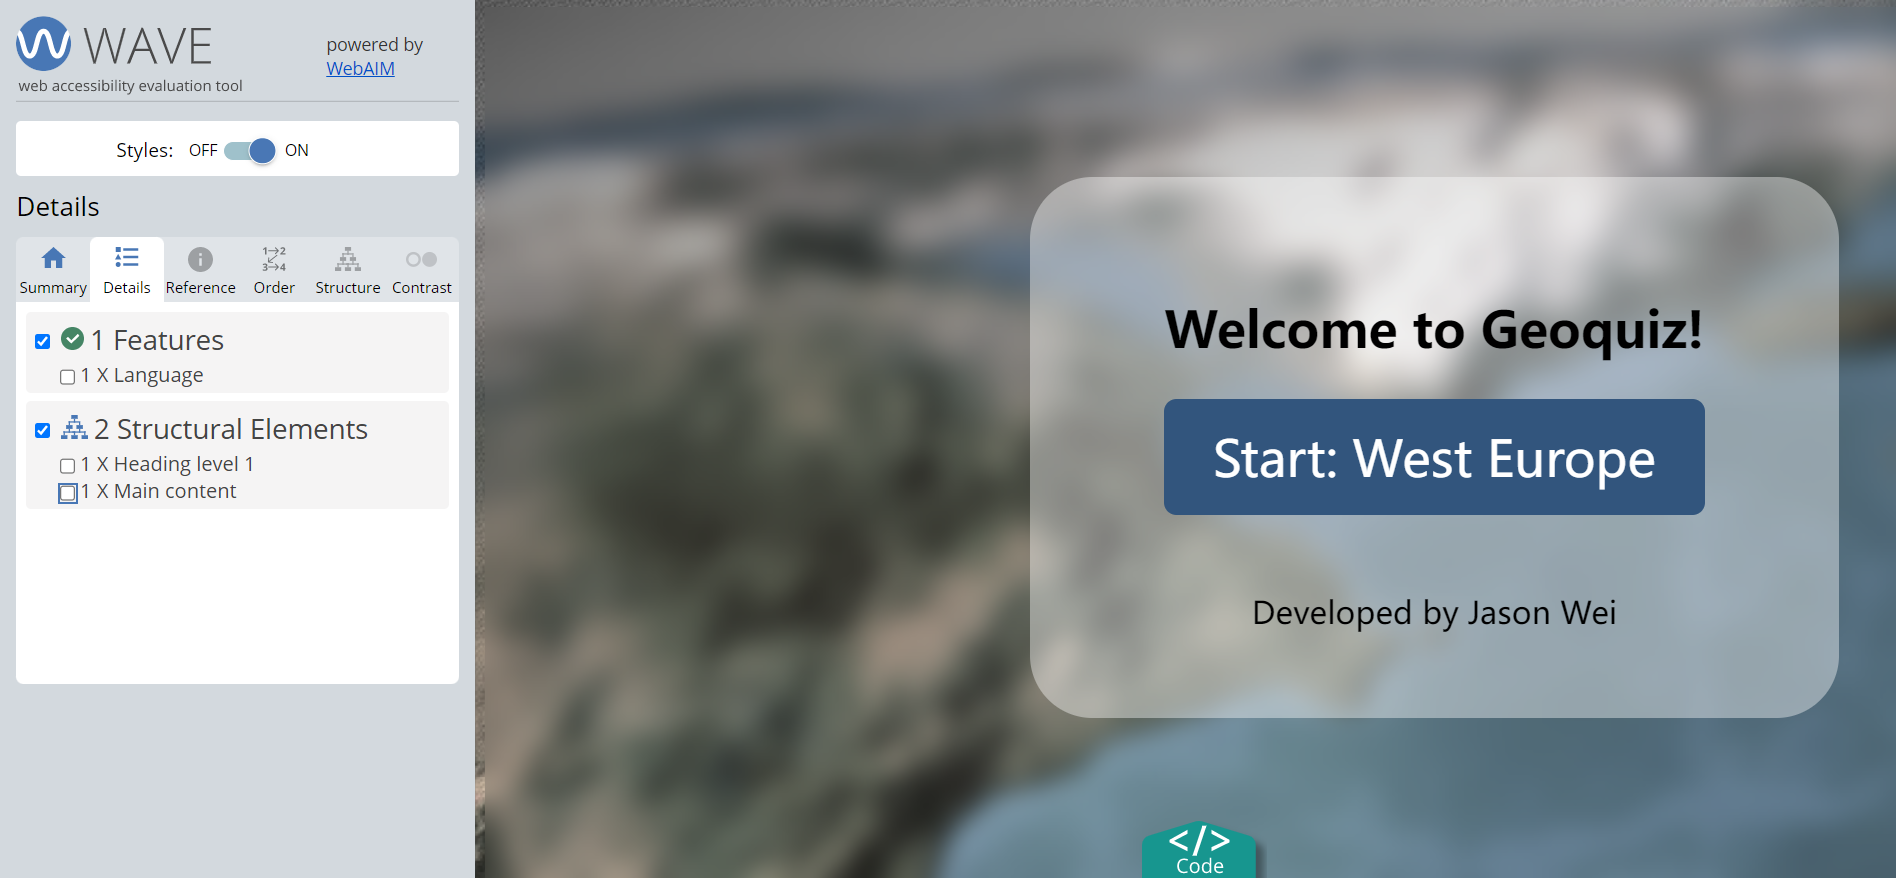 WAVE
web accessibility evaluation tool
powered by
WebAIM
Styles: OFF ON
Details
Summary Details Reference Order Structure Contrast
1 Features
1 X Language
2 Structural Elements
1 X Heading level 1
1 X Main content
Welcome to Geoquiz!
Start: West Europe
Developed by Jason Wei
</>
Code